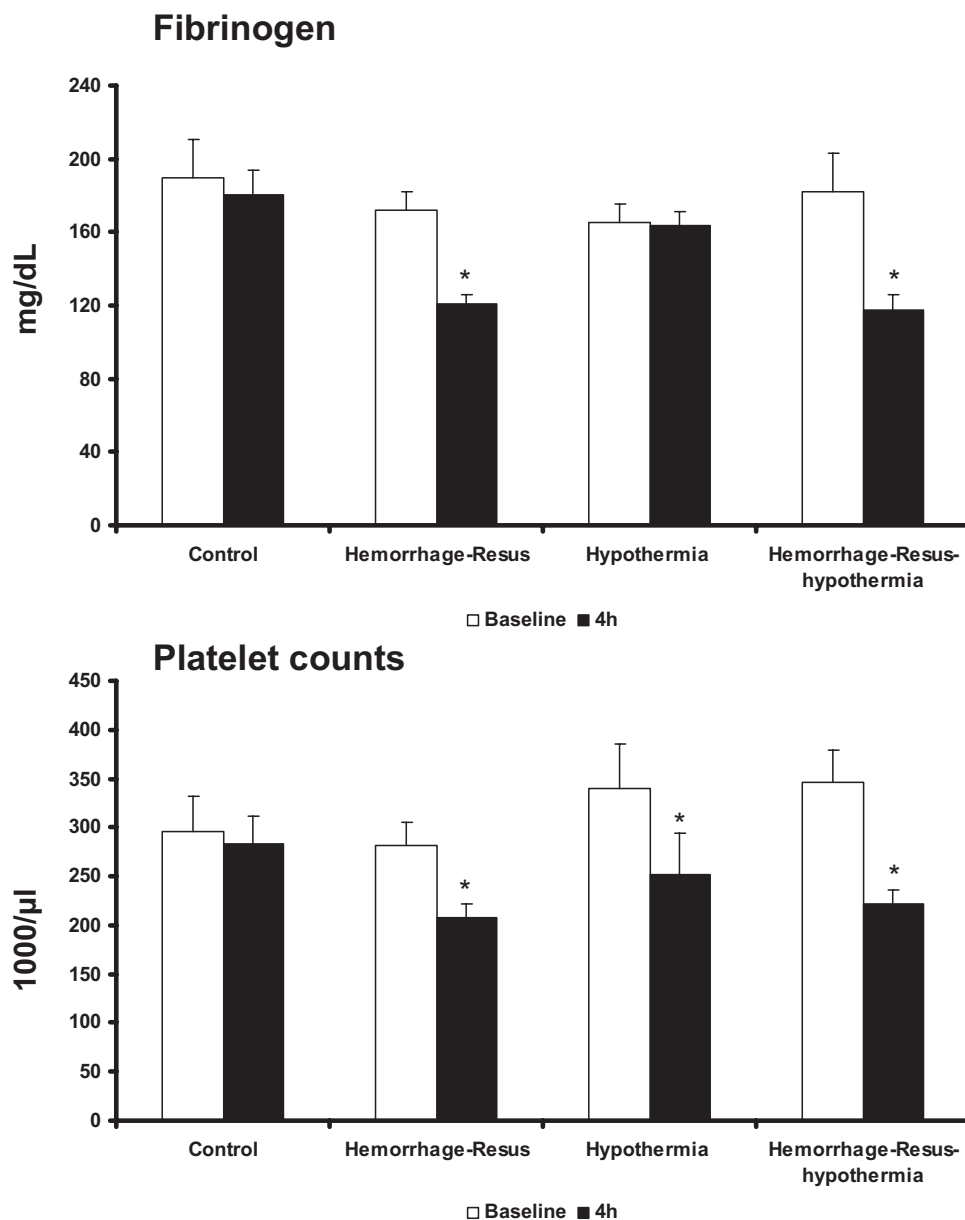 Fibrinogen
240
200
160
120
80
40
0
mg/dL
*
*
Control Hemorrhage-Resus Hypothermia Hemorrhage-Resus-
hypothermia
Baseline 4h
Platelet counts
450
400
350
300
250
200
150
100
50
0
1000/µl
*
*
*
Control Hemorrhage-Resus Hypothermia Hemorrhage-Resus-
hypothermia
Baseline 4h